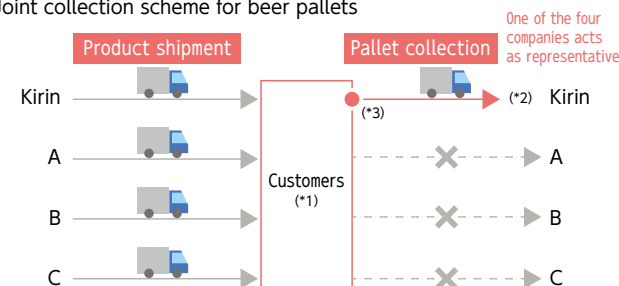 Joint collection scheme for beer pallets
One of the four
companies acts
as representative
Product shipment
Pallet collection
Kirin
(*3)
(*2) Kirin
A
A
Customers
(*1)
B
B
C
C